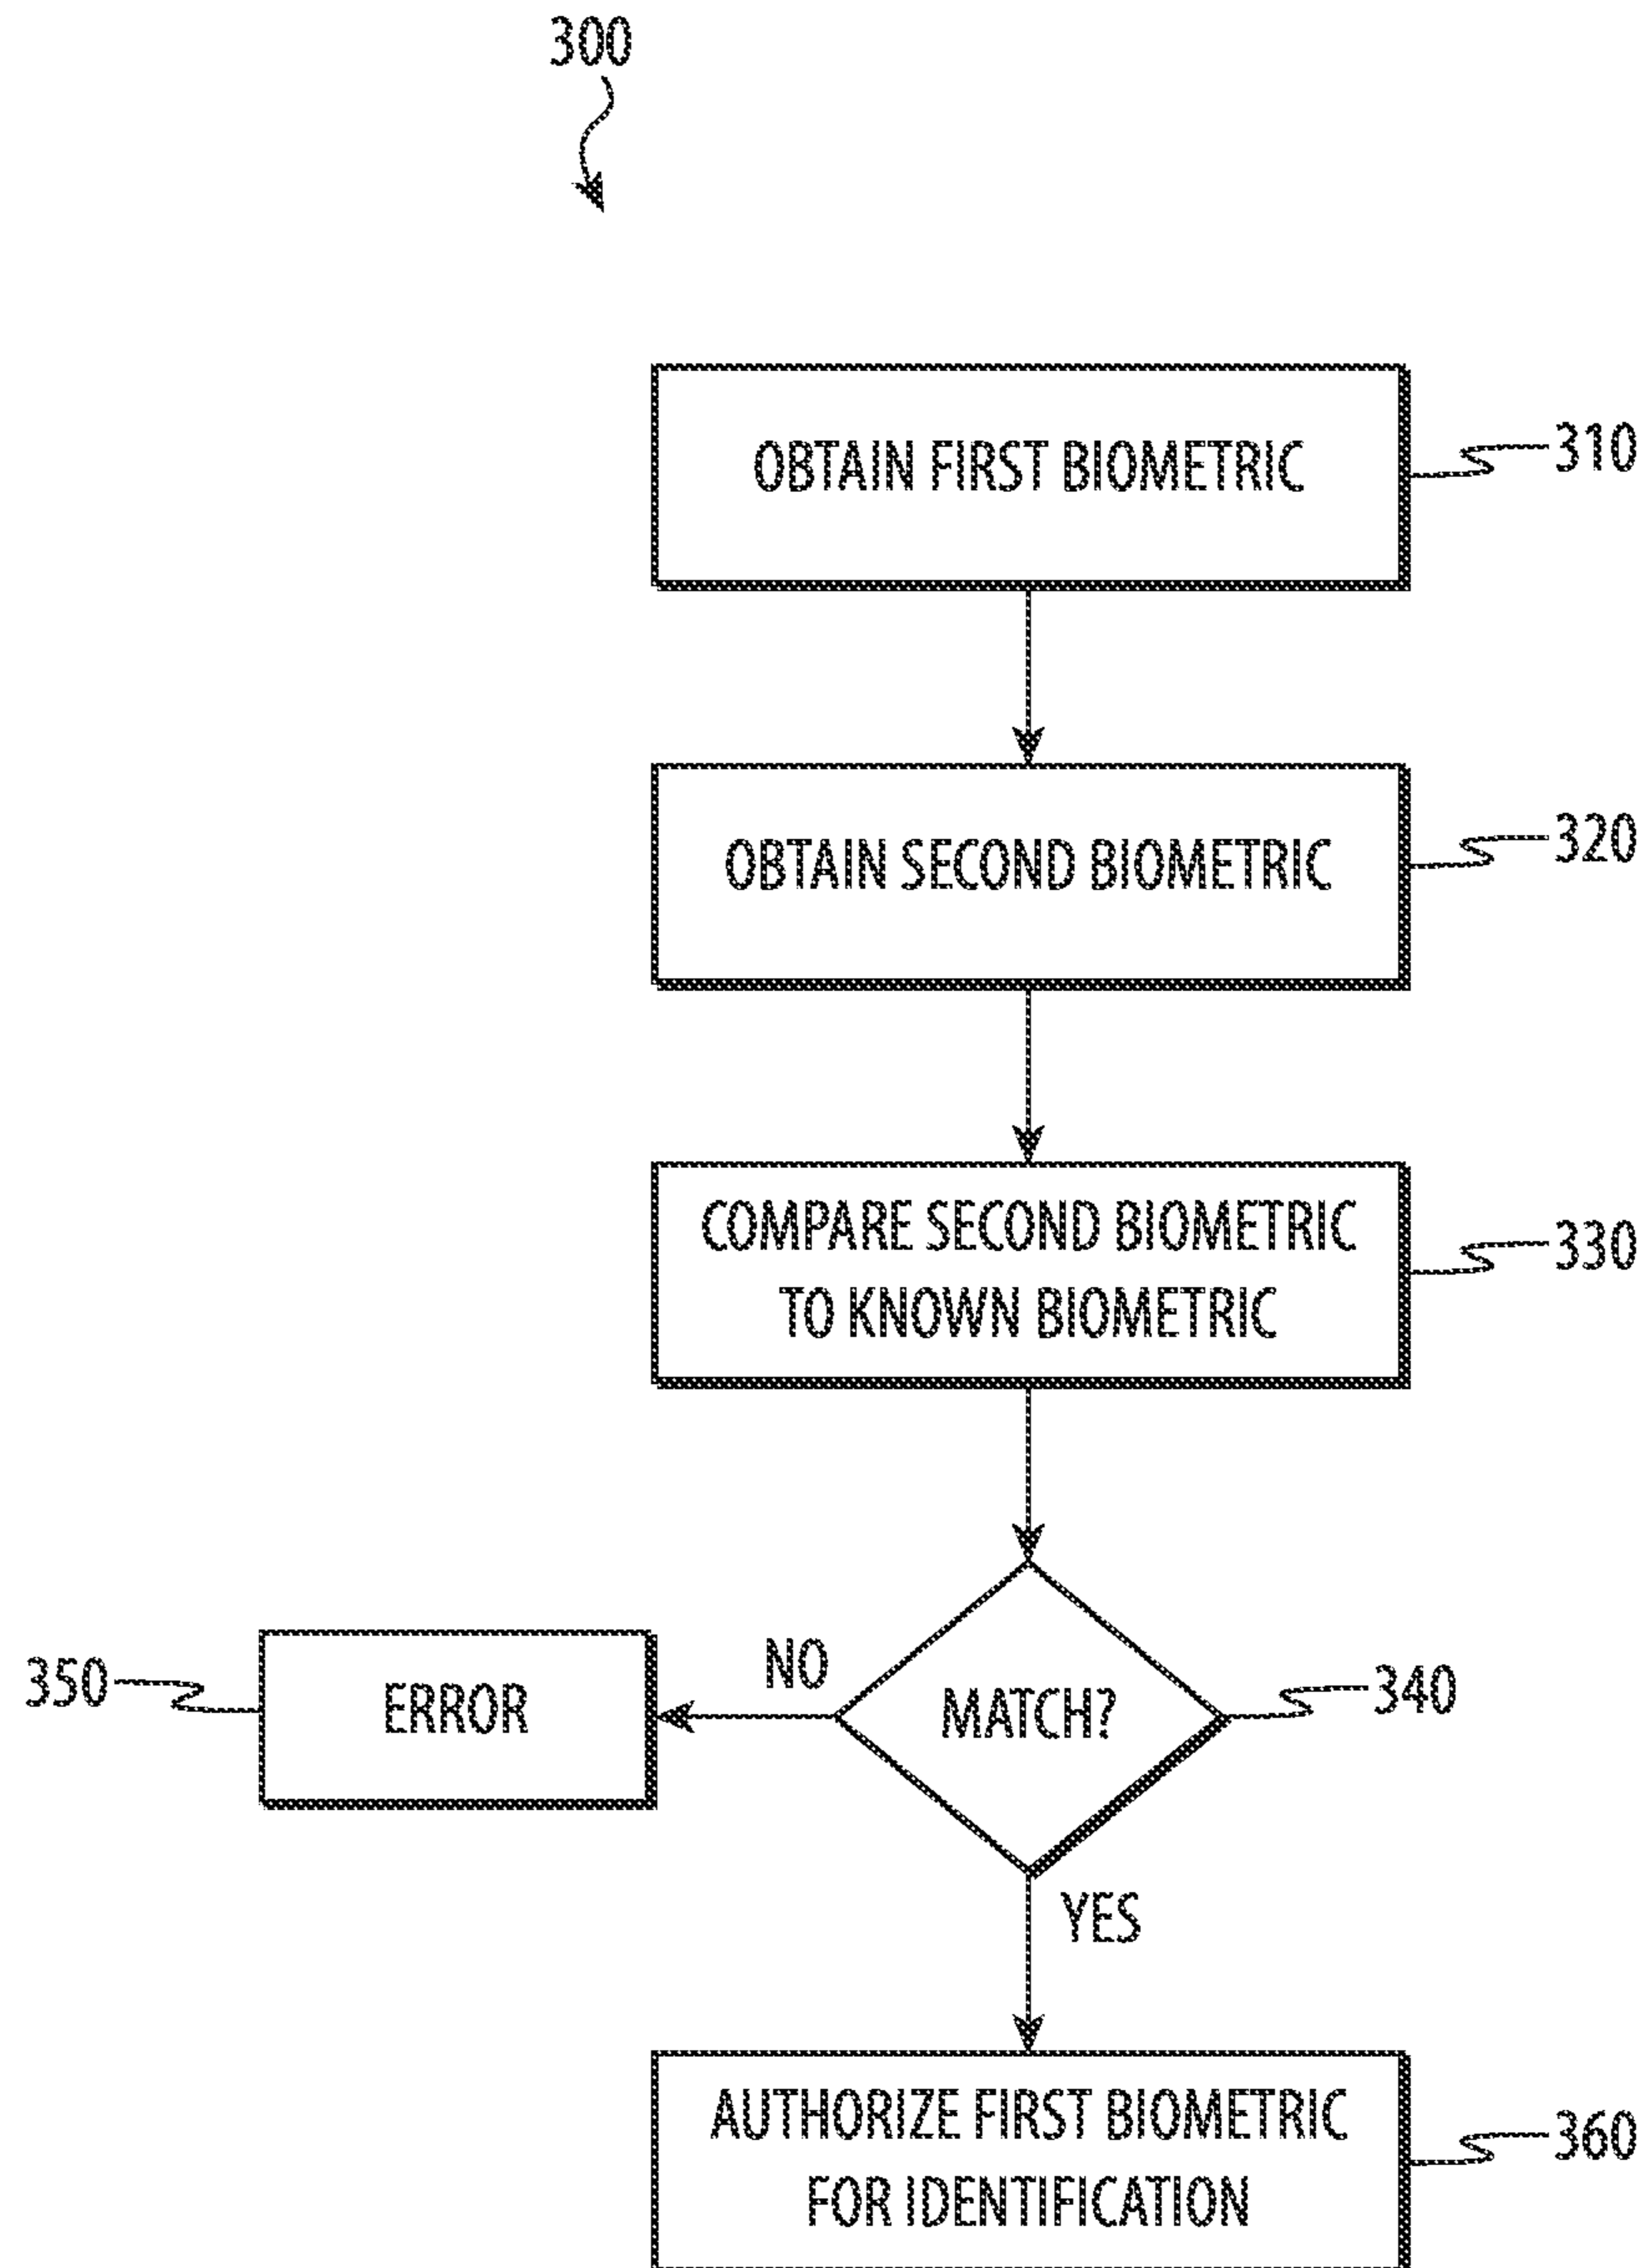 300
OBTAIN FIRST BIOMETRIC
310
OBTAIN SECOND BIOMETRIC
320
COMPARE SECOND BIOMETRIC
TO KNOWN BIOMETRIC
330
350
ERROR
NO
MATCH?
340
YES
AUTHORIZE FIRST BIOMETRIC
FOR IDENTIFICATION
360